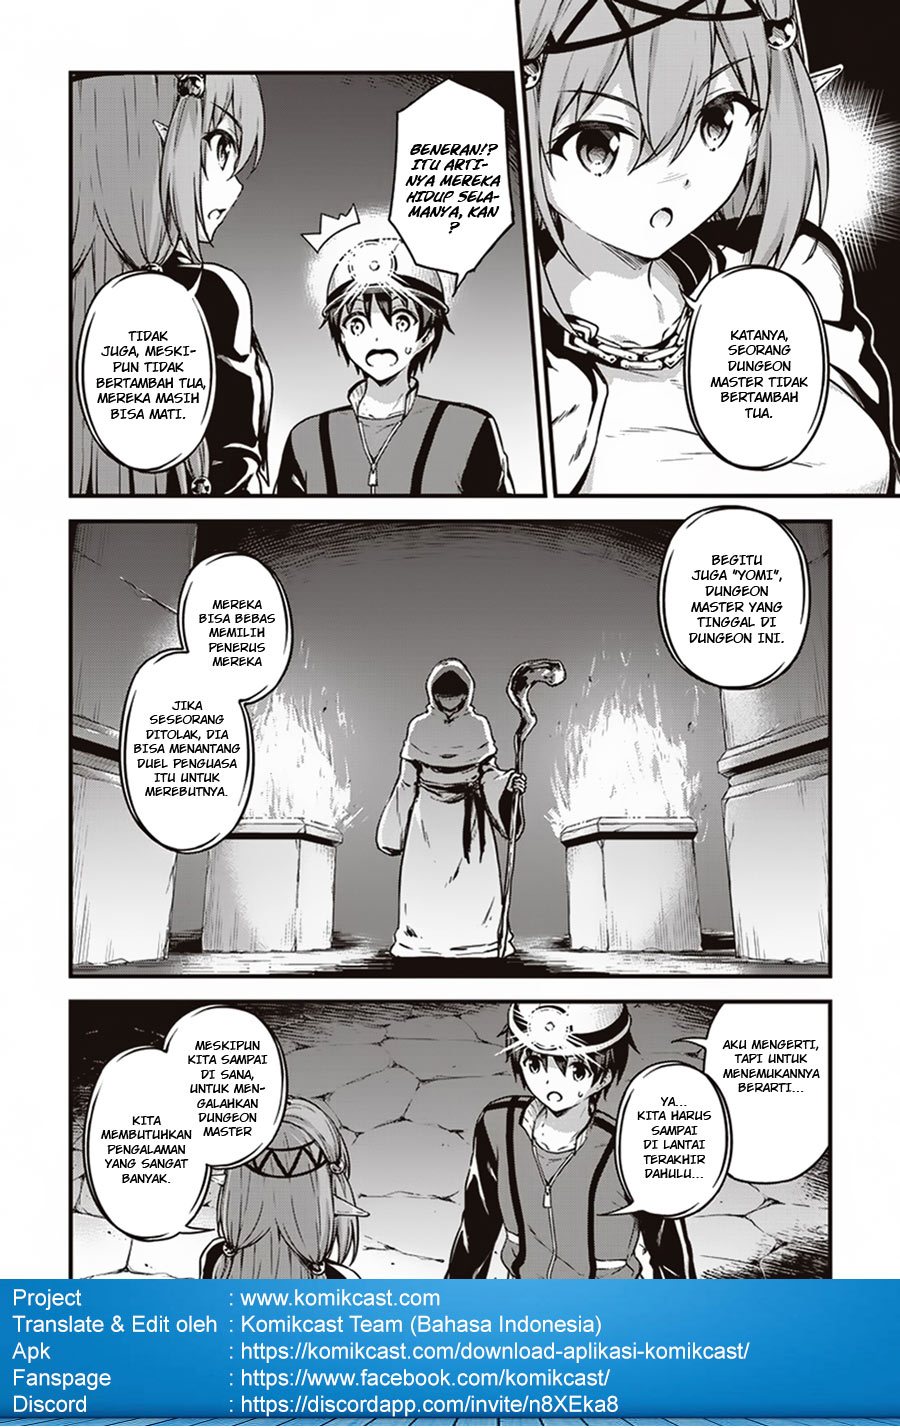 KATANYA,
SEORANG
DUNGEON
MASTER TIDAK
BERTAMBAH
TUA.
BENERAN!?
ITU ARTI-
NYA MEREKA
HIDUP SELA-
MANYA, KAN
?
TIDAK
JUGA, MESKI-
PUN TIDAK
BERTAMBAH TUA,
MEREKA MASIH
BISA MATI.
BEGITU
JUGA "YOMI",
DUNGEON
MASTER YANG
TINGGAL DI
DUNGEON INI.
MEREKA
BISA BEBAS
MEMILIH
PENERUS
MEREKA
JIKA
SESEORANG
DITOLAK, DIA
BISA MENANTANG
DUEL PENGUASA
ITU UNTUK
MEREBUTNYA.
AKU MENGERTI,
TAPI UNTUK
MENEMUKANNYA
BERARTI...
YA...
KITA HARUS
SAMPAI
DI LANTAI
TERAKHIR
DAHULU...
MESKIPUN
KITA SAMPAI
DI SANA,
UNTUK MEN-
GALAHKAN
DUNGEON
MASTER
KITA
MEMBUTUHKAN
PENGALAMAN
YANG SANGAT
BANYAK.
Project : www.komikcast.com
Translate & Edit oleh : Komikcast Team (Bahasa Indonesia)
Apk : https://komikcast.com/download-aplikasi-komikcast/
Fanspage : https://www.facebook.com/komikcast/
Discord : https://discordapp.com/invite/n8XEka8